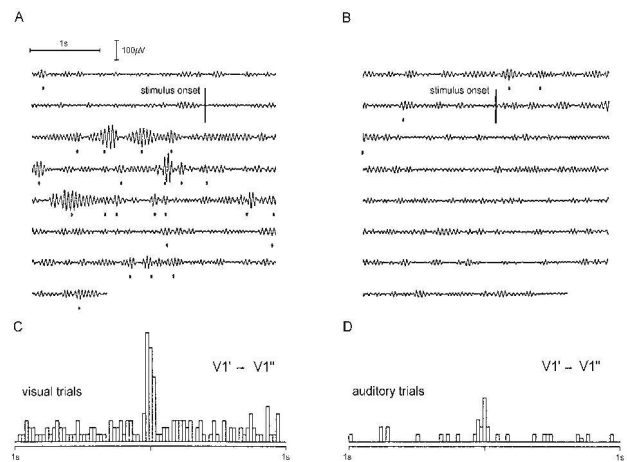 A
B
1s
100µV
stimulus onset
stimulus onset
C
D
V1' → V1"
V1' → V1"
visual trials
auditory trials
1s
1s
1s
1s